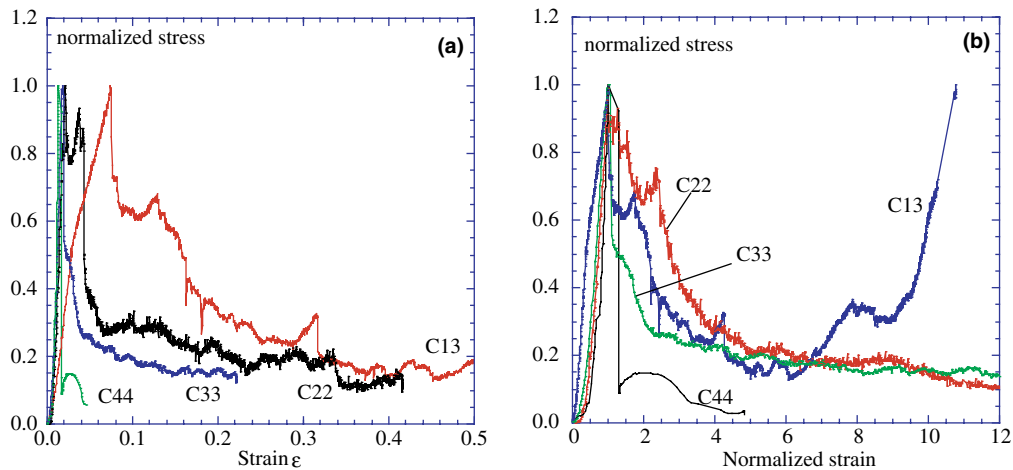 normalized stress
(a)
1.2
1.0
0.8
0.6
0.4
0.2
0.0
C13
C44
C33
C22
0.0
0.1
0.2
0.3
0.4
0.5
Strain ε
normalized stress
(b)
1.2
1.0
0.8
0.6
0.4
0.2
0.0
C22
C13
C33
C44
0
2
4
6
8
10
12
Normalized strain